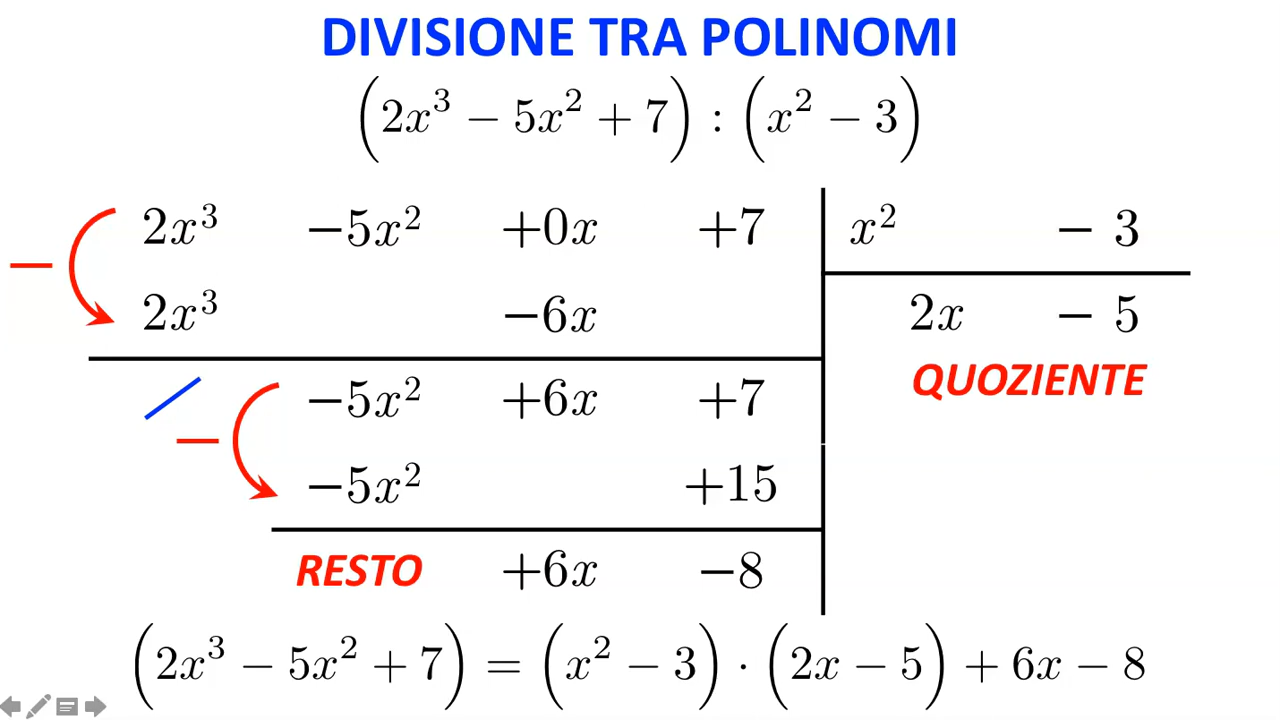 DIVISIONE TRA POLINOMI
(2x³ − 5x² + 7) : (x² − 3)
2x³ −5x² +0x +7 x² − 3
− 2x³ −6x 2x − 5
QUOZIENTE
−5x² +6x +7
− −5x² +15
RESTO +6x −8
(2x³ − 5x² + 7) = (x² − 3) · (2x − 5) + 6x − 8